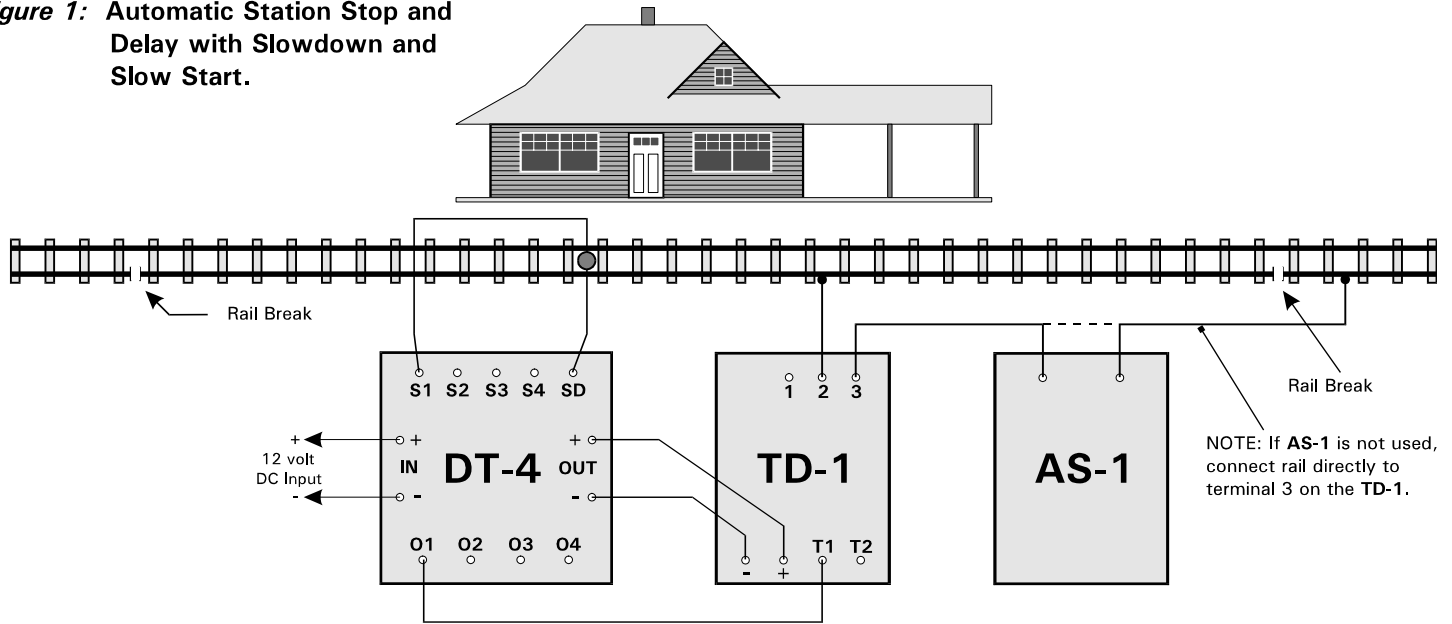 igure 1: Automatic Station Stop and
Delay with Slowdown and
Slow Start.
Rail Break
S1 S2 S3 S4 SD
+ + +
12 volt
DC Input
IN DT-4 OUT
- - -
O1 O2 O3 O4
1 2 3
TD-1
- + T1 T2
AS-1
Rail Break
NOTE: If AS-1 is not used,
connect rail directly to
terminal 3 on the TD-1.